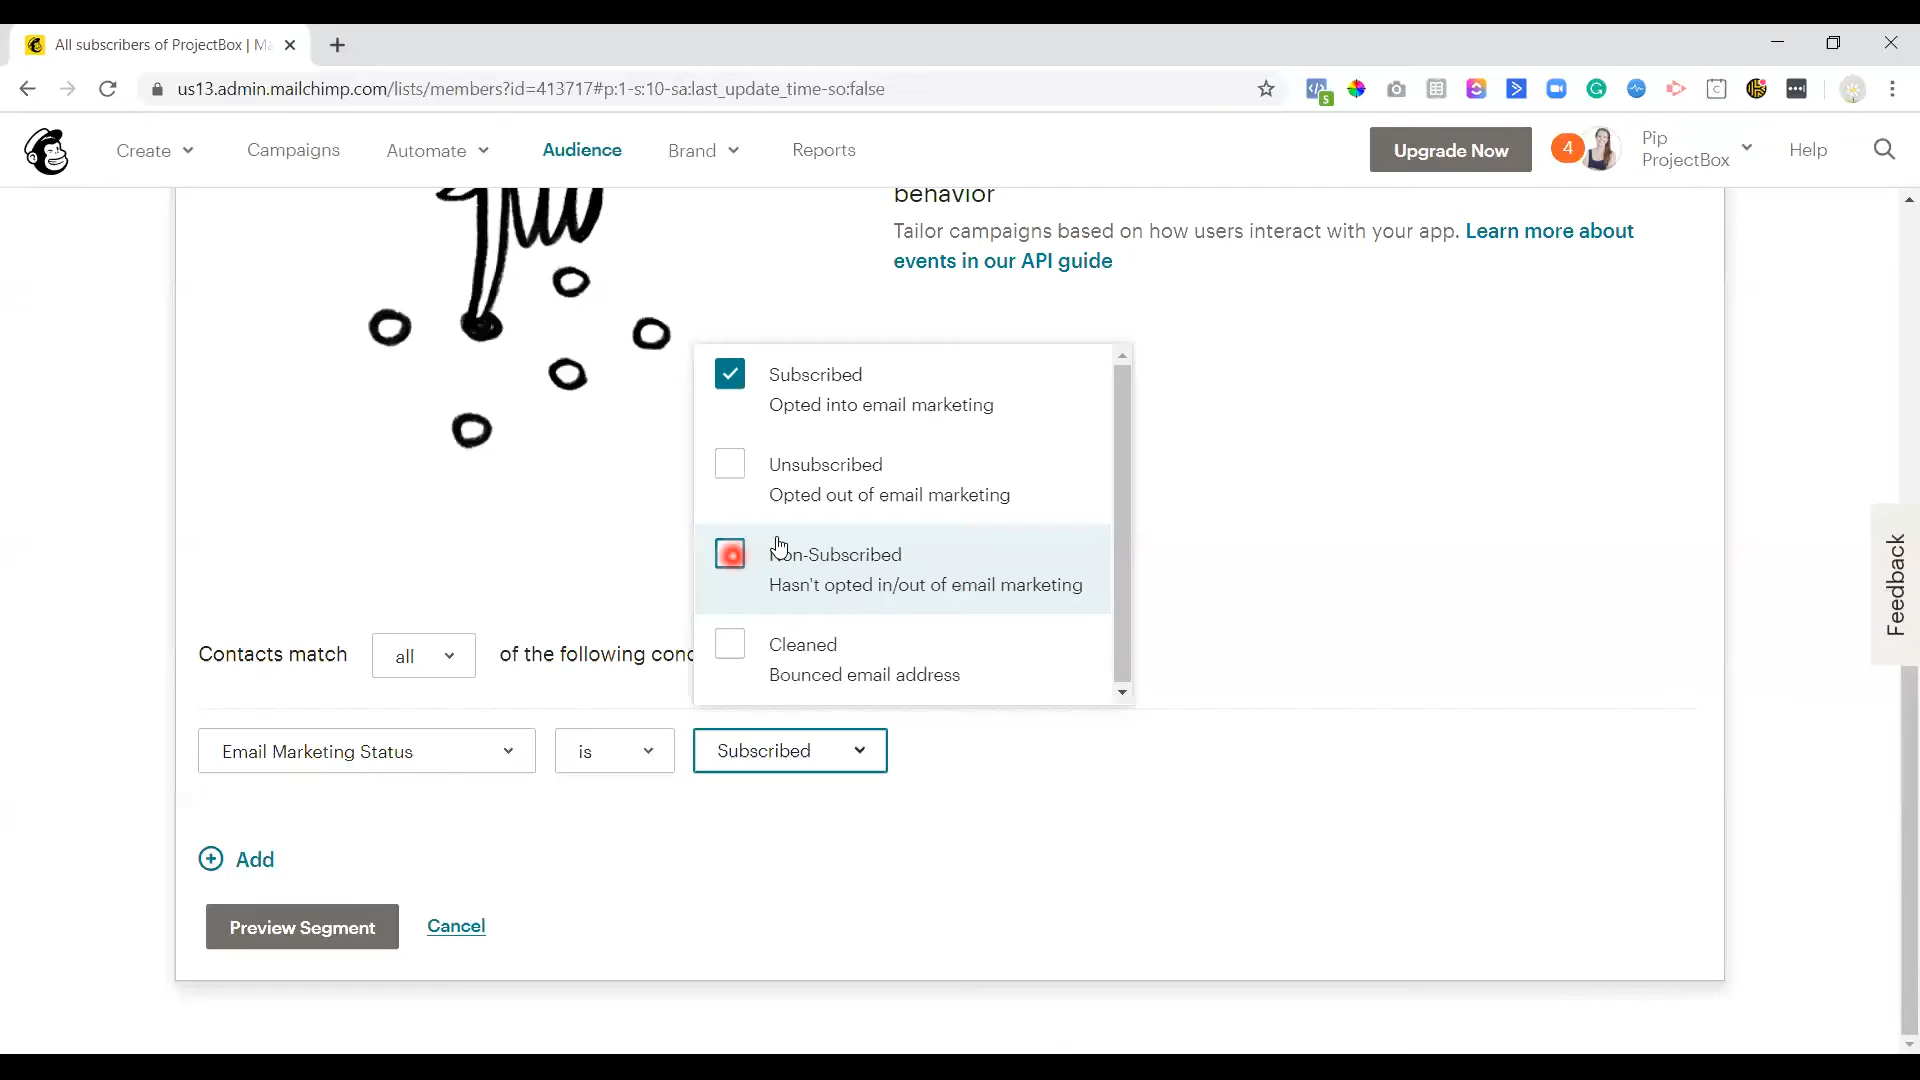 All subscribers of ProjectBox | Ma
us13.admin.mailchimp.com/lists/members?id=413717#p:1-s:10-sa:last_update_time-so:false
5
Create
Campaigns
Automate
Audience
Brand
Reports
Upgrade Now
4
Pip
ProjectBox
Help
behavior
Tailor campaigns based on how users interact with your app. Learn more about
events in our API guide
Subscribed
Opted into email marketing
Unsubscribed
Opted out of email marketing
Non-Subscribed
Hasn't opted in/out of email marketing
Cleaned
Bounced email address
Contacts match
all
of the following conc
Email Marketing Status
is
Subscribed
Add
Preview Segment
Cancel
Feedback